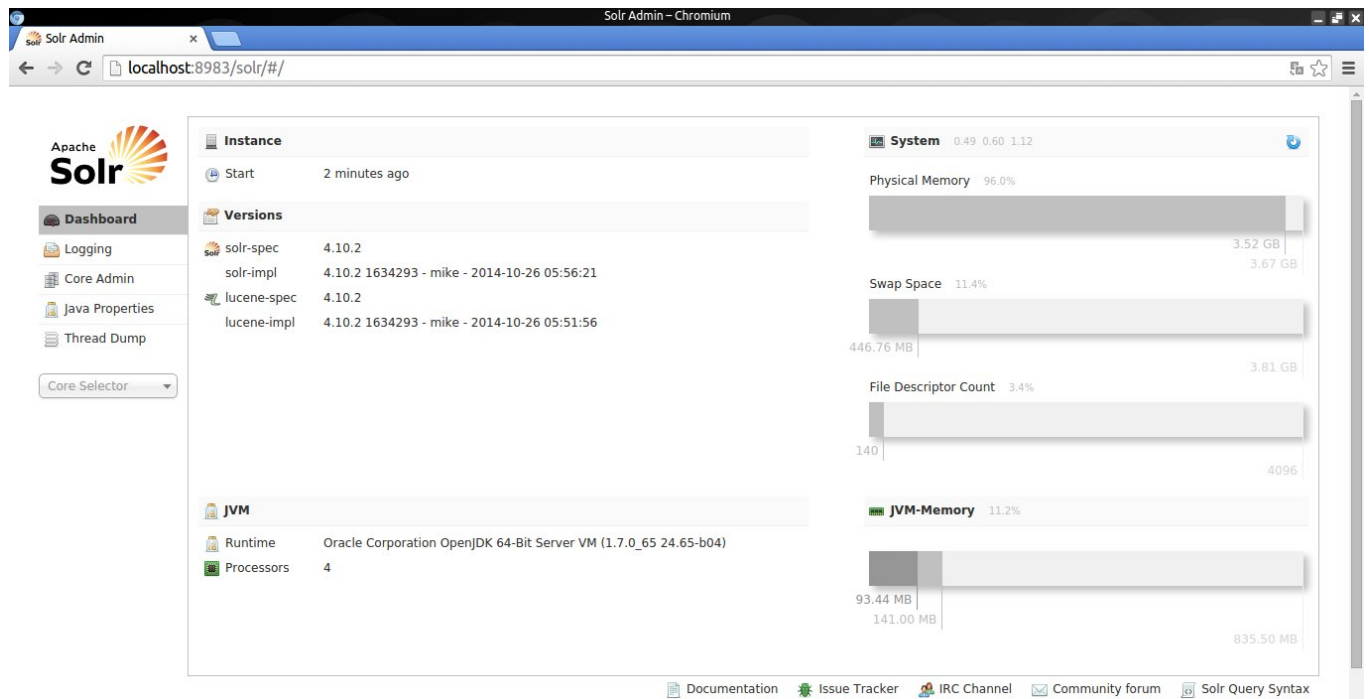 Solr Admin – Chromium
Solr Admin
localhost:8983/solr/#/
Apache
Solr
Dashboard
Logging
Core Admin
Java Properties
Thread Dump
Core Selector
Instance
Start 2 minutes ago
Versions
solr-spec 4.10.2
solr-impl 4.10.2 1634293 - mike - 2014-10-26 05:56:21
lucene-spec 4.10.2
lucene-impl 4.10.2 1634293 - mike - 2014-10-26 05:51:56
JVM
Runtime Oracle Corporation OpenJDK 64-Bit Server VM (1.7.0_65 24.65-b04)
Processors 4
System 0.49 0.60 1.12
Physical Memory 96.0%
3.52 GB
3.67 GB
Swap Space 11.4%
446.76 MB
3.81 GB
File Descriptor Count 3.4%
140
4096
JVM-Memory 11.2%
93.44 MB
141.00 MB
835.50 MB
Documentation Issue Tracker IRC Channel Community forum Solr Query Syntax